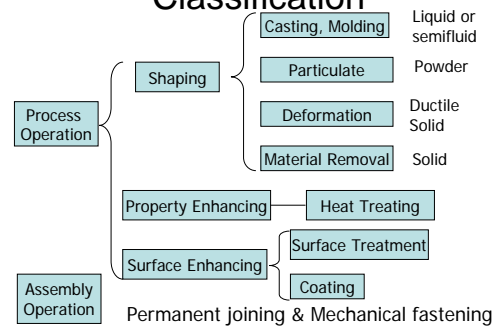 Classification
Casting, Molding
Liquid or
semifluid
Shaping
Particulate
Powder
Process
Operation
Deformation
Ductile
Solid
Material Removal
Solid
Property Enhancing
Heat Treating
Surface Enhancing
Surface Treatment
Coating
Assembly
Operation
Permanent joining & Mechanical fastening